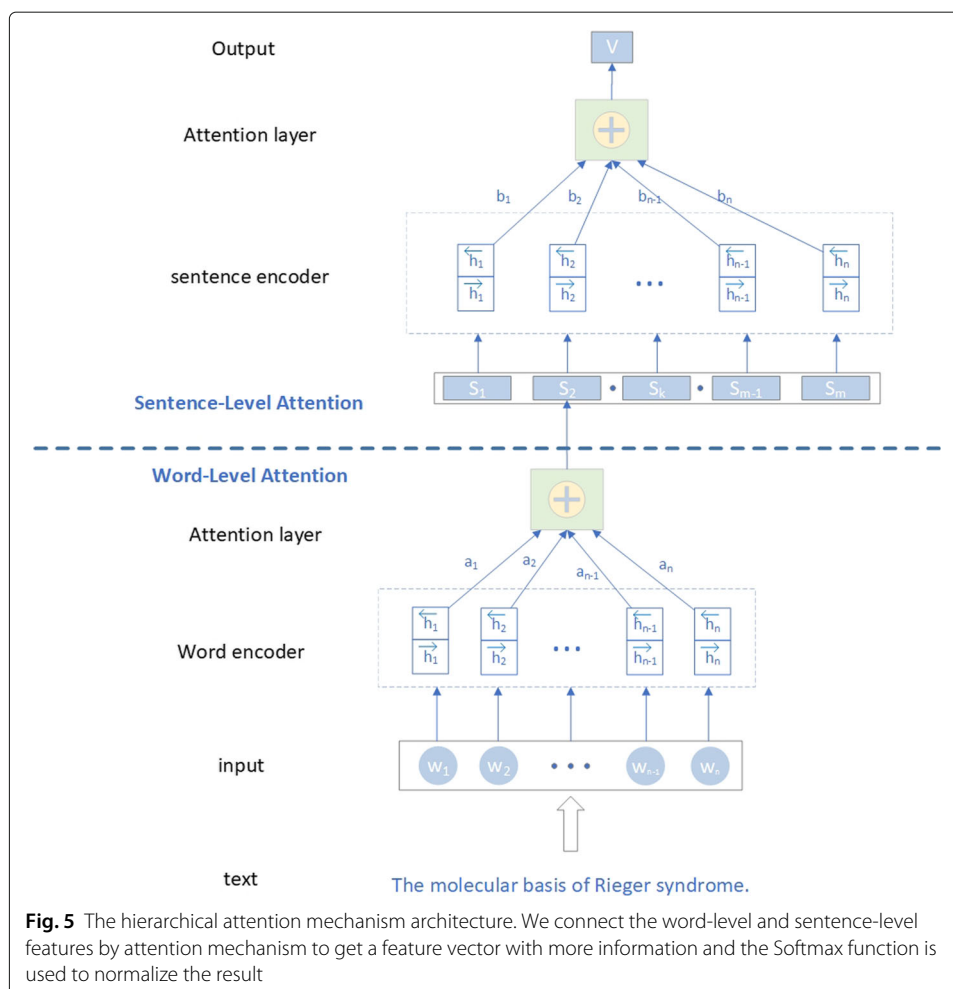 Output
V
Attention layer
b1 b2 bn-1 bn
sentence encoder
h1 h2 hn-1 hn
h1 h2 ... hn-1 hn
S1 S2 • Sk • Sm-1 Sm
Sentence-Level Attention
Word-Level Attention
Attention layer
a1 a2 an-1 an
Word encoder
h1 h2 hn-1 hn
h1 h2 ... hn-1 hn
input
w1 w2 ... wn-1 wn
text
The molecular basis of Rieger syndrome.
Fig. 5 The hierarchical attention mechanism architecture. We connect the word-level and sentence-level
features by attention mechanism to get a feature vector with more information and the Softmax function is
used to normalize the result